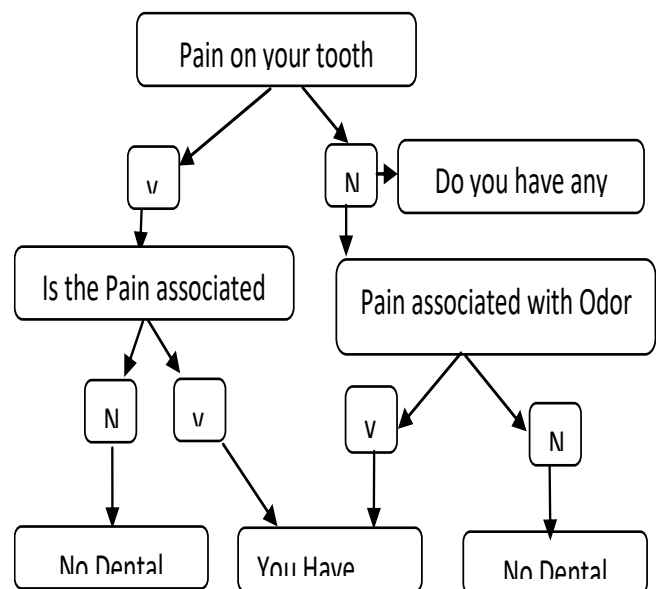 Pain on your tooth
N
Do you have any
Is the Pain associated
Pain associated with Odor
N
N
No Dental
You Have
No Dental